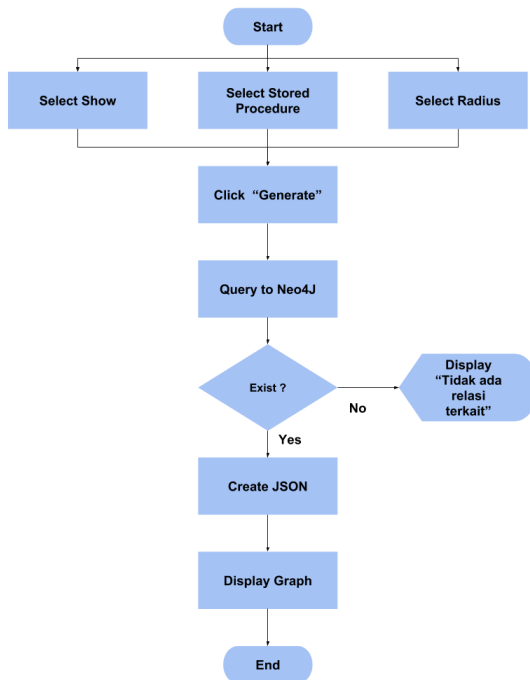 Start
Select Show
Select Stored
Procedure
Select Radius
Click “Generate”
Query to Neo4J
Exist ?
No
Display
“Tidak ada
relasi
terkait”
Yes
Create JSON
Display Graph
End